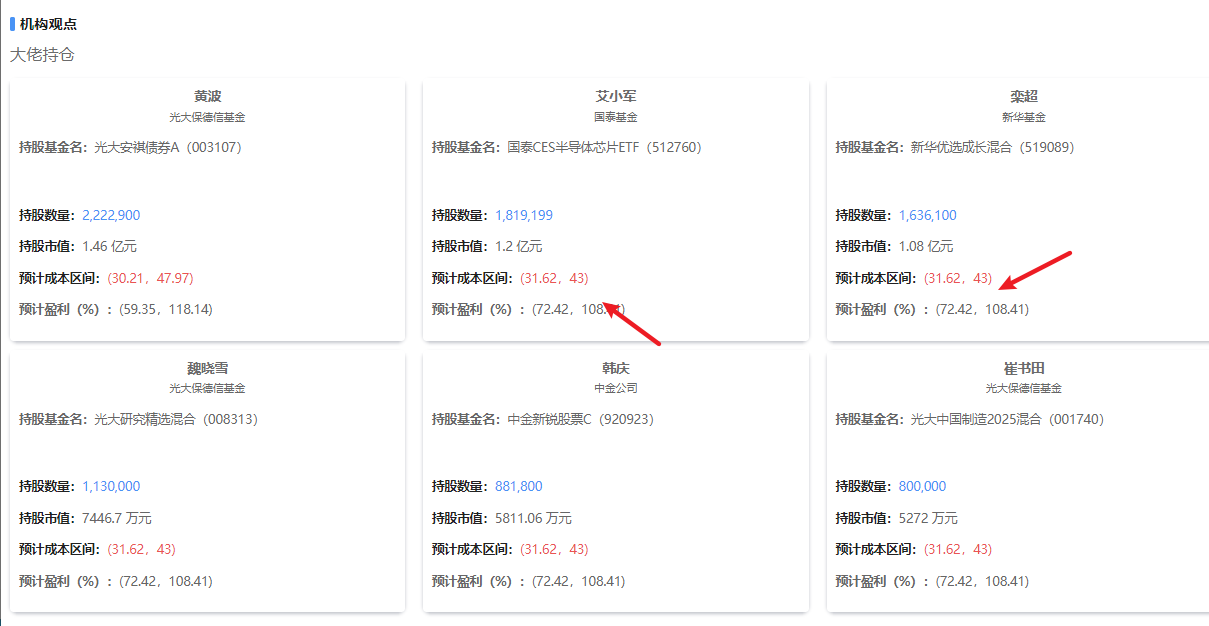 机构观点
大佬持仓
黄波
光大保德信基金
持股基金名：光大安祺债券A（003107）
持股数量：2,222,900
持股市值：1.46 亿元
预计成本区间：(30.21，47.97)
预计盈利（%）：(59.35，118.14)
艾小军
国泰基金
持股基金名：国泰CES半导体芯片ETF（512760）
持股数量：1,819,199
持股市值：1.2 亿元
预计成本区间：(31.62，43)
预计盈利（%）：(72.42，108.41)
栾超
新华基金
持股基金名：新华优选成长混合（519089）
持股数量：1,636,100
持股市值：1.08 亿元
预计成本区间：(31.62，43)
预计盈利（%）：(72.42，108.41)
魏晓雪
光大保德信基金
持股基金名：光大研究精选混合（008313）
持股数量：1,130,000
持股市值：7446.7 万元
预计成本区间：(31.62，43)
预计盈利（%）：(72.42，108.41)
韩庆
中金公司
持股基金名：中金新锐股票C（920923）
持股数量：881,800
持股市值：5811.06 万元
预计成本区间：(31.62，43)
预计盈利（%）：(72.42，108.41)
崔书田
光大保德信基金
持股基金名：光大中国制造2025混合（001740）
持股数量：800,000
持股市值：5272 万元
预计成本区间：(31.62，43)
预计盈利（%）：(72.42，108.41)